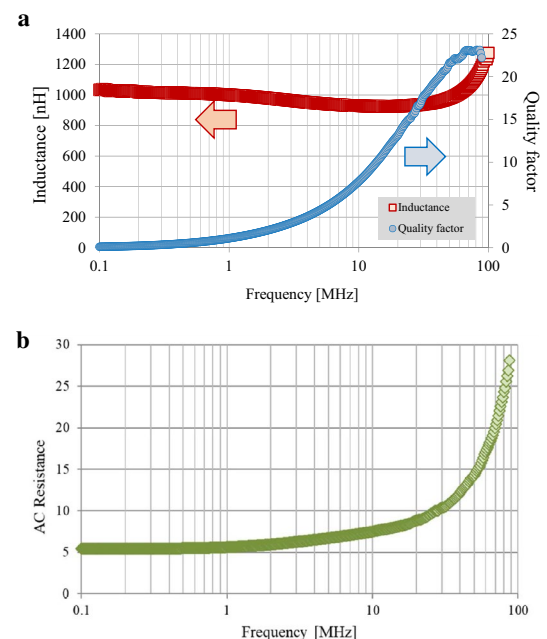 a
1400
1200
1000
800
600
400
200
0
Inductance [nH]
25
20
15
10
5
0
Quality factor
Inductance
Quality factor
0.1 1 10 100
Frequency [MHz]
b
30
25
20
15
10
5
0
AC Resistance
0.1 1 10 100
Frequency [MHz]